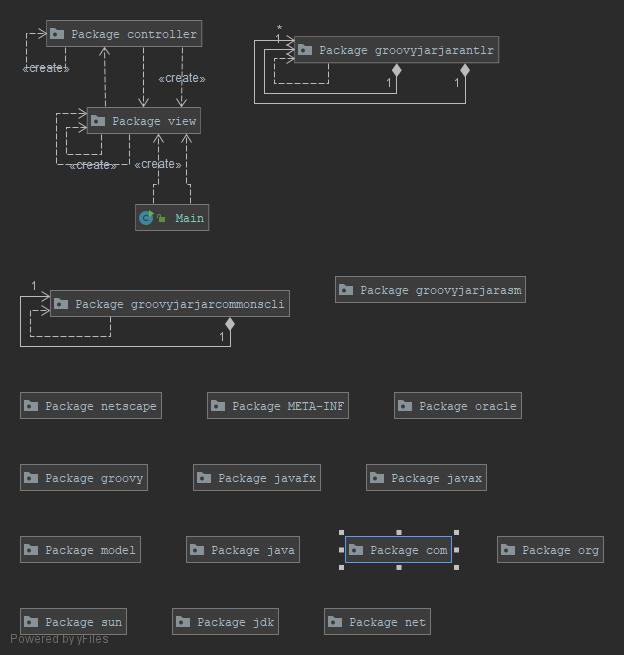 Package controller
«create»
«create»
Package view
«create»
«create»
Main
*
1
Package groovyjarjarantlr
1
1
1
Package groovyjarjarcommonscli
1
Package groovyjarjarasm
Package netscape
Package META-INF
Package oracle
Package groovy
Package javafx
Package javax
Package model
Package java
Package com
Package org
Package sun
Package jdk
Package net
Powered by yFiles